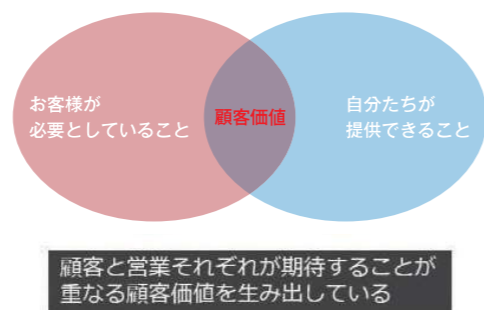 お客様が
必要としていること
顧客価値
自分たちが
提供できること
顧客と営業それぞれが期待することが
重なる顧客価値を生み出している